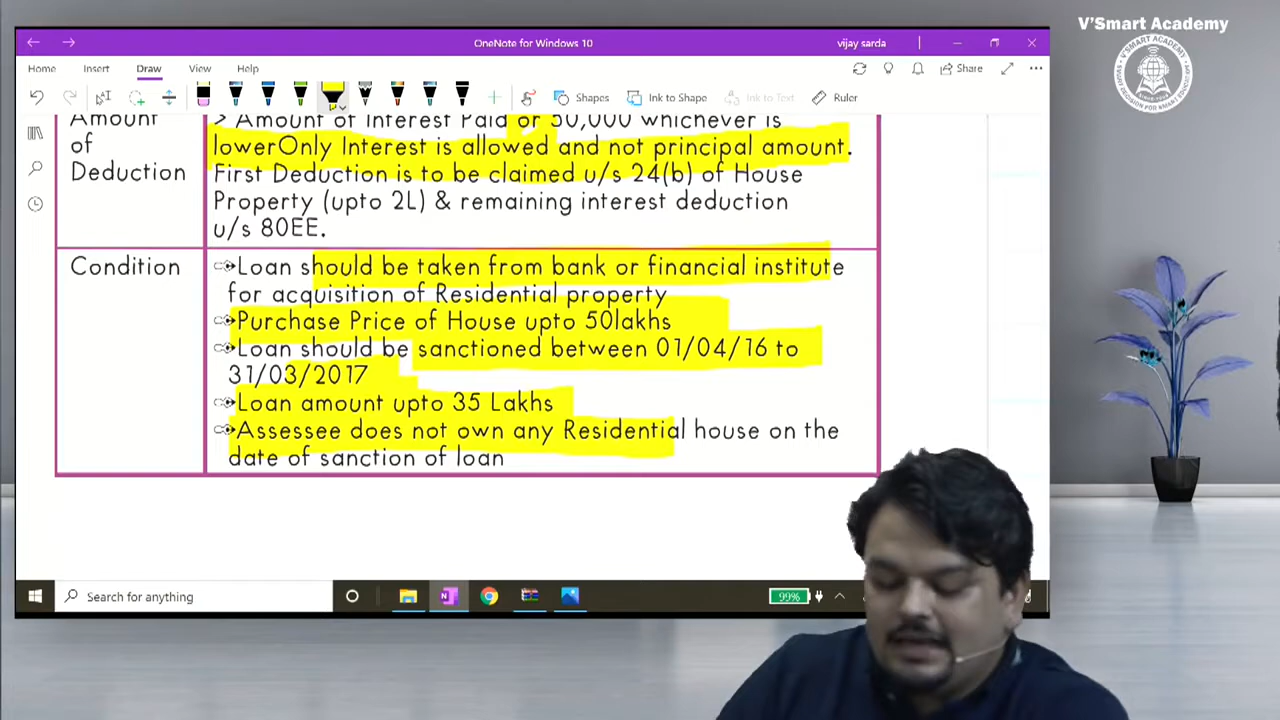 V'Smart Academy
OneNote for Windows 10
vijay sarda
Home Insert Draw View Help
Share
Shapes
Ink to Shape
Ink to Text
Ruler
Amount
of
Deduction
> Amount of Interest Paid or 50,000 whichever is
lowerOnly Interest is allowed and not principal amount.
First Deduction is to be claimed u/s 24(b) of House
Property (upto 2L) & remaining interest deduction
u/s 80EE.
Condition
Loan should be taken from bank or financial institute
for acquisition of Residential property
Purchase Price of House upto 50lakhs
Loan should be sanctioned between 01/04/16 to
31/03/2017
Loan amount upto 35 Lakhs
Assessee does not own any Residential house on the
date of sanction of loan
Search for anything
99%